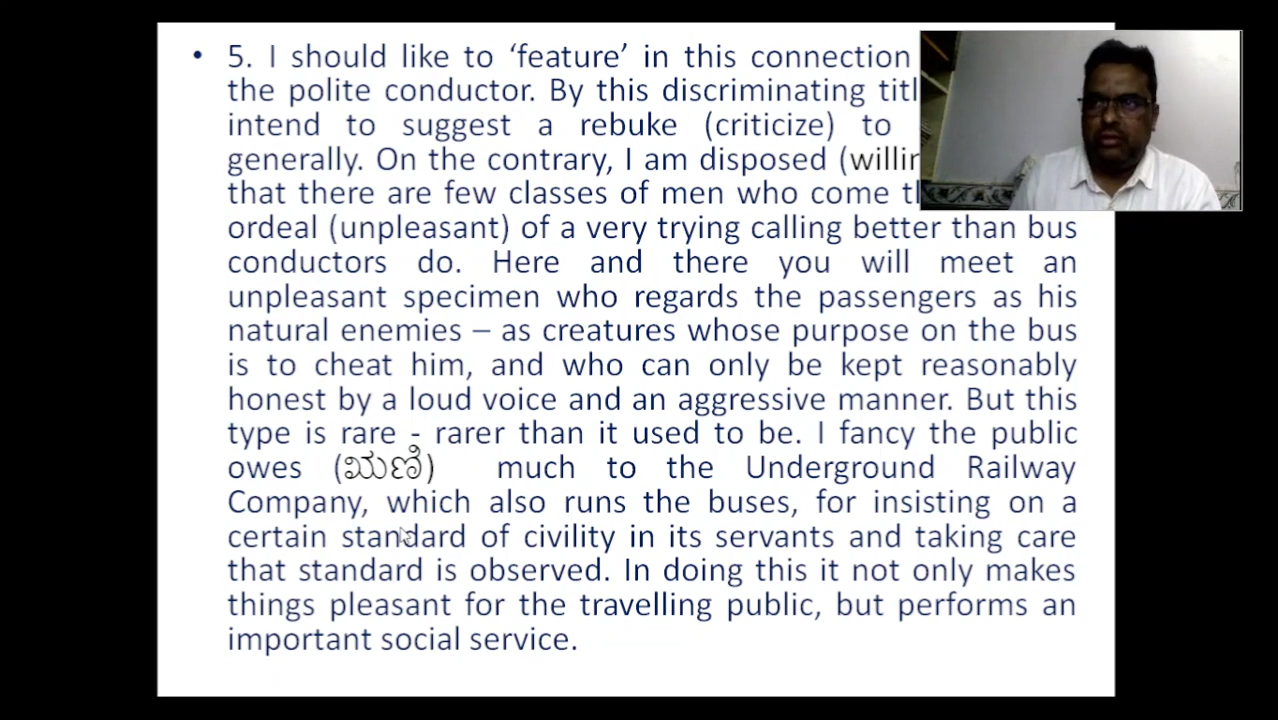 • 5. I should like to ‘feature’ in this connection
the polite conductor. By this discriminating
intend to suggest a rebuke (criticize) to
generally. On the contrary, I am disposed
that there are few classes of men who come
ordeal (unpleasant) of a very trying calling better than bus
conductors do. Here and there you will meet an
unpleasant specimen who regards the passengers as his
natural enemies – as creatures whose purpose on the bus
is to cheat him, and who can only be kept reasonably
honest by a loud voice and an aggressive manner. But this
type is rare - rarer than it used to be. I fancy the public
owes (ಋಣಿ) much to the Underground Railway
Company, which also runs the buses, for insisting on a
certain standard of civility in its servants and taking care
that standard is observed. In doing this it not only makes
things pleasant for the travelling public, but performs an
important social service.